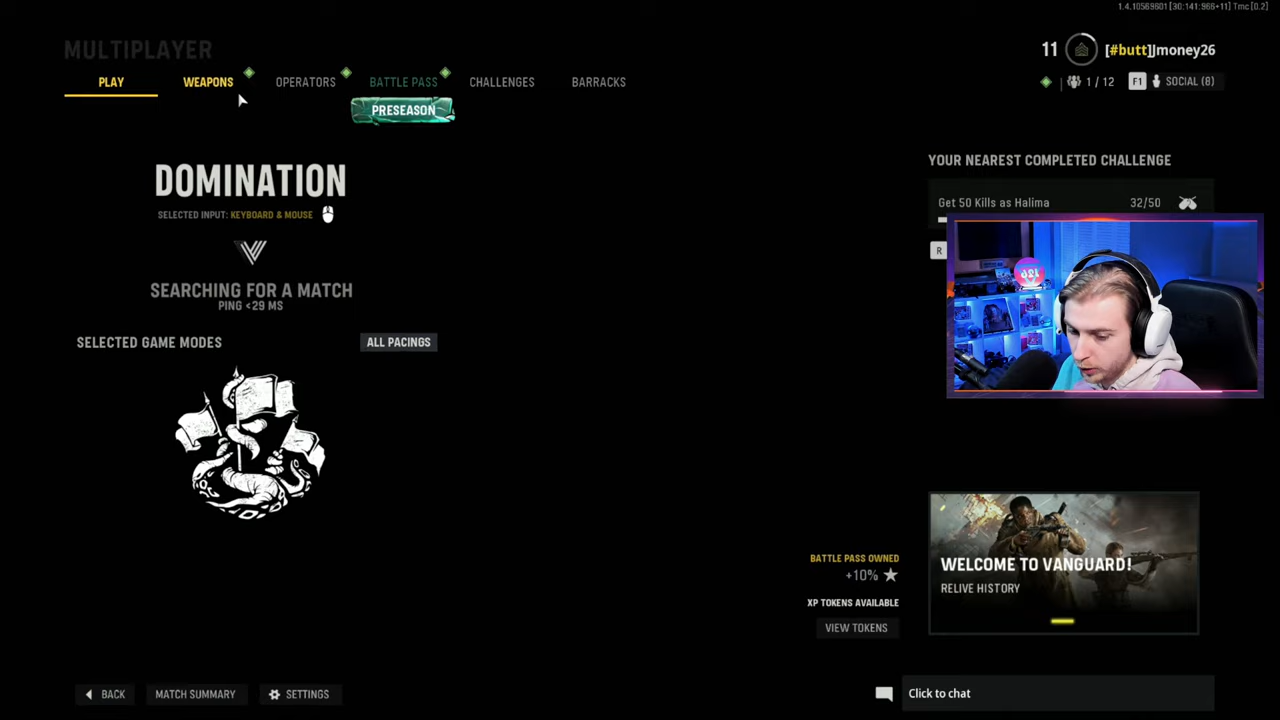 1.4.10569601 [30:141:966+11] Tmc [0.2]
MULTIPLAYER
11 [#butt]Jmoney26
PLAY WEAPONS OPERATORS BATTLE PASS CHALLENGES BARRACKS
1 / 12 F1 SOCIAL (8)
PRESEASON
DOMINATION
SELECTED INPUT: KEYBOARD & MOUSE
SEARCHING FOR A MATCH
PING <29 MS
SELECTED GAME MODES ALL PACINGS
YOUR NEAREST COMPLETED CHALLENGE
Get 50 Kills as Halima 32/50
R
BATTLE PASS OWNED
+10%
XP TOKENS AVAILABLE
VIEW TOKENS
WELCOME TO VANGUARD!
RELIVE HISTORY
BACK MATCH SUMMARY SETTINGS
Click to chat